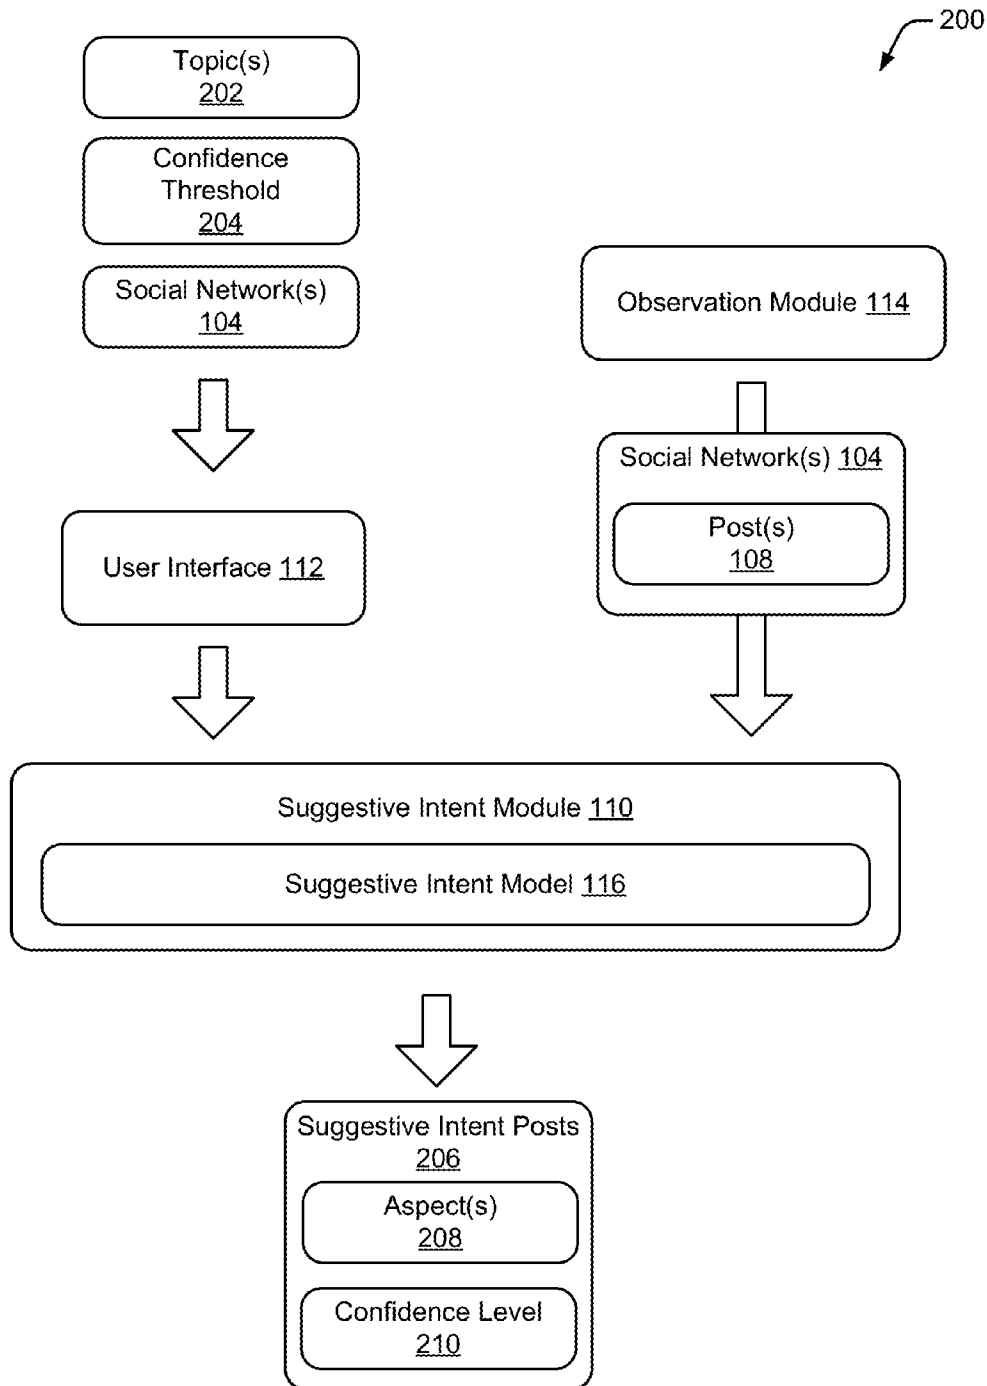 200
Topic(s)
202
Confidence
Threshold
204
Social Network(s)
104
Observation Module 114
Social Network(s) 104
Post(s)
108
User Interface 112
Suggestive Intent Module 110
Suggestive Intent Model 116
Suggestive Intent Posts
206
Aspect(s)
208
Confidence Level
210